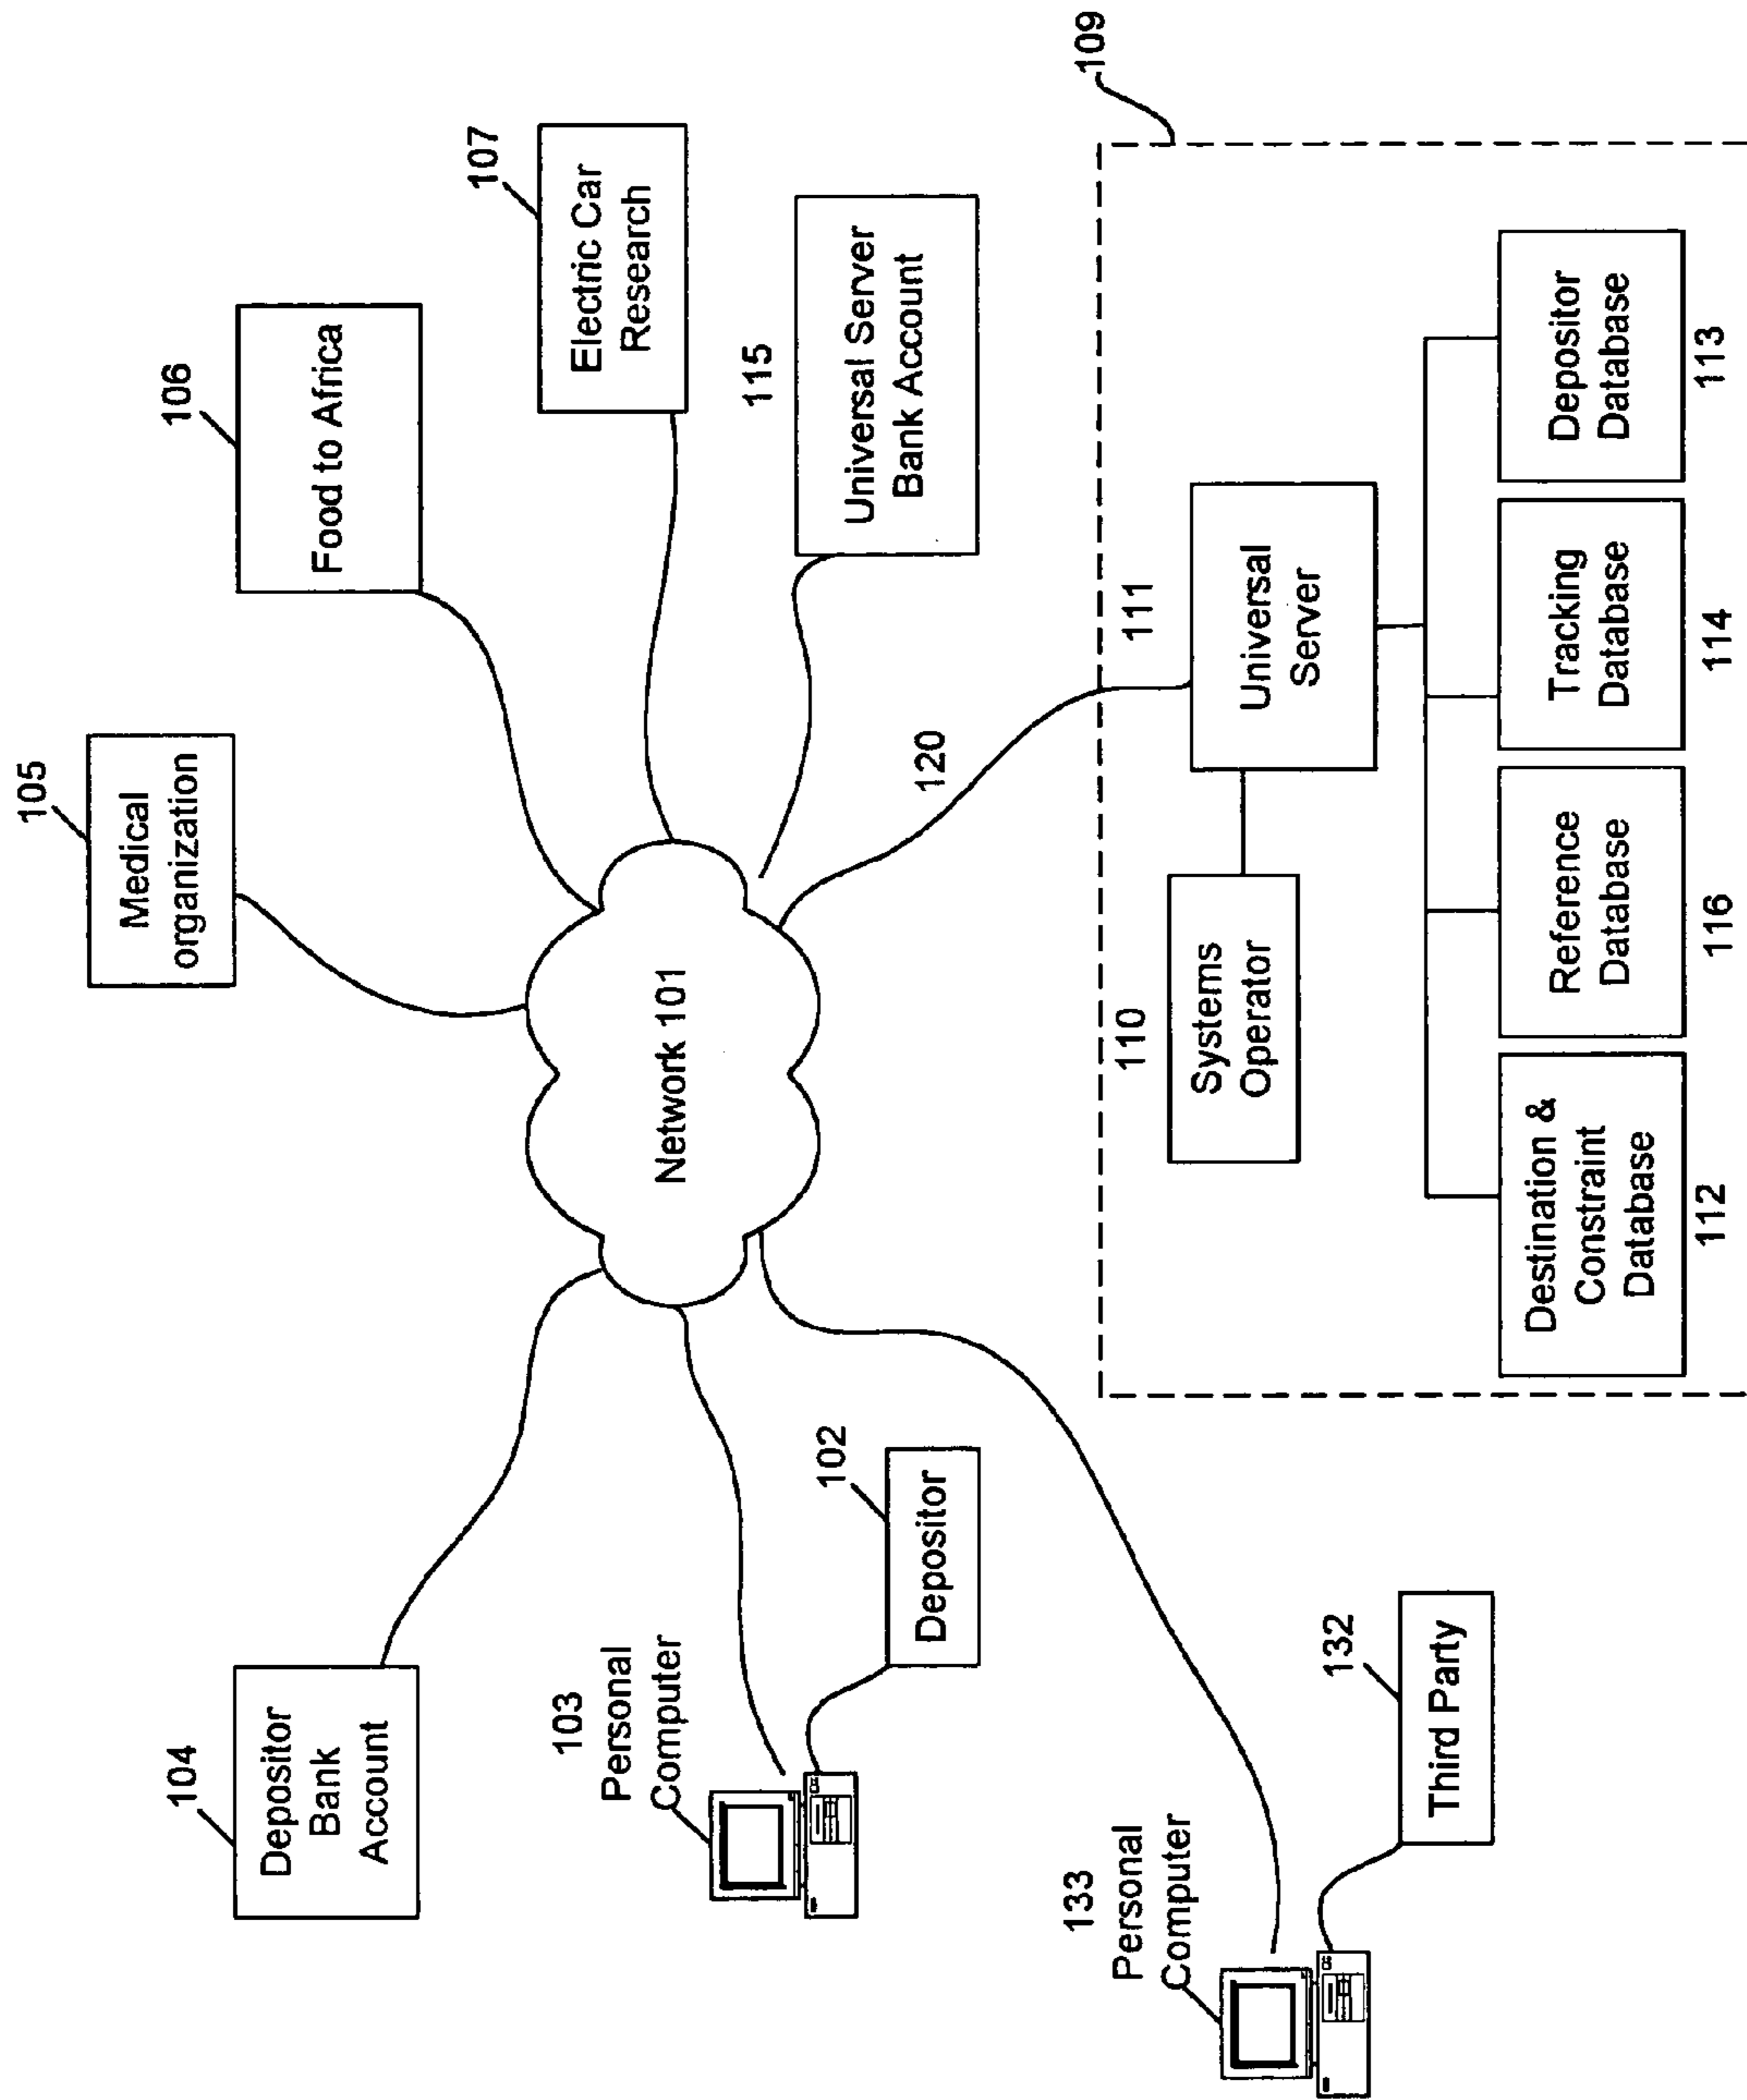 105
Medical
organization
106
Food to Africa
104
Depositor
Bank
Account
107
Electric Car
Research
103
Personal
Computer
Network 101
115
Universal Server
Bank Account
102
Depositor
120
133
Personal
Computer
109
110
Systems
Operator
111
Universal
Server
132
Third Party
Destination &
Constraint
Database
112
Reference
Database
116
Tracking
Database
114
Depositor
Database
113